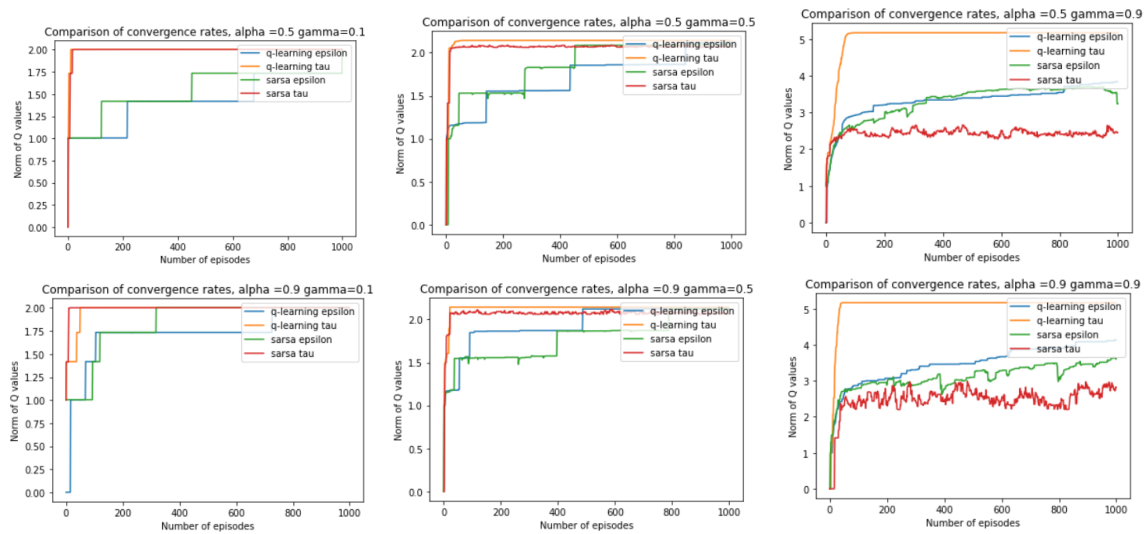 Comparison of convergence rates, alpha =0.5 gamma=0.1
2.00
1.75
1.50
1.25
1.00
0.75
0.50
0.25
0.00
Norm of Q values
q-learning epsilon
q-learning tau
sarsa epsilon
sarsa tau
0 200 400 600 800 1000
Number of episodes
Comparison of convergence rates, alpha =0.5 gamma=0.5
2.0
1.5
1.0
0.5
0.0
Norm of Q values
q-learning epsilon
q-learning tau
sarsa epsilon
sarsa tau
0 200 400 600 800 1000
Number of episodes
Comparison of convergence rates, alpha =0.5 gamma=0.9
5
4
3
2
1
0
Norm of Q values
q-learning epsilon
q-learning tau
sarsa epsilon
sarsa tau
0 200 400 600 800 1000
Number of episodes
Comparison of convergence rates, alpha =0.9 gamma=0.1
2.00
1.75
1.50
1.25
1.00
0.75
0.50
0.25
0.00
Norm of Q values
q-learning epsilon
q-learning tau
sarsa epsilon
sarsa tau
0 200 400 600 800 1000
Number of episodes
Comparison of convergence rates, alpha =0.9 gamma=0.5
2.0
1.5
1.0
0.5
0.0
Norm of Q values
q-learning epsilon
q-learning tau
sarsa epsilon
sarsa tau
0 200 400 600 800 1000
Number of episodes
Comparison of convergence rates, alpha =0.9 gamma=0.9
5
4
3
2
1
0
Norm of Q values
q-learning epsilon
q-learning tau
sarsa epsilon
sarsa tau
0 200 400 600 800 1000
Number of episodes